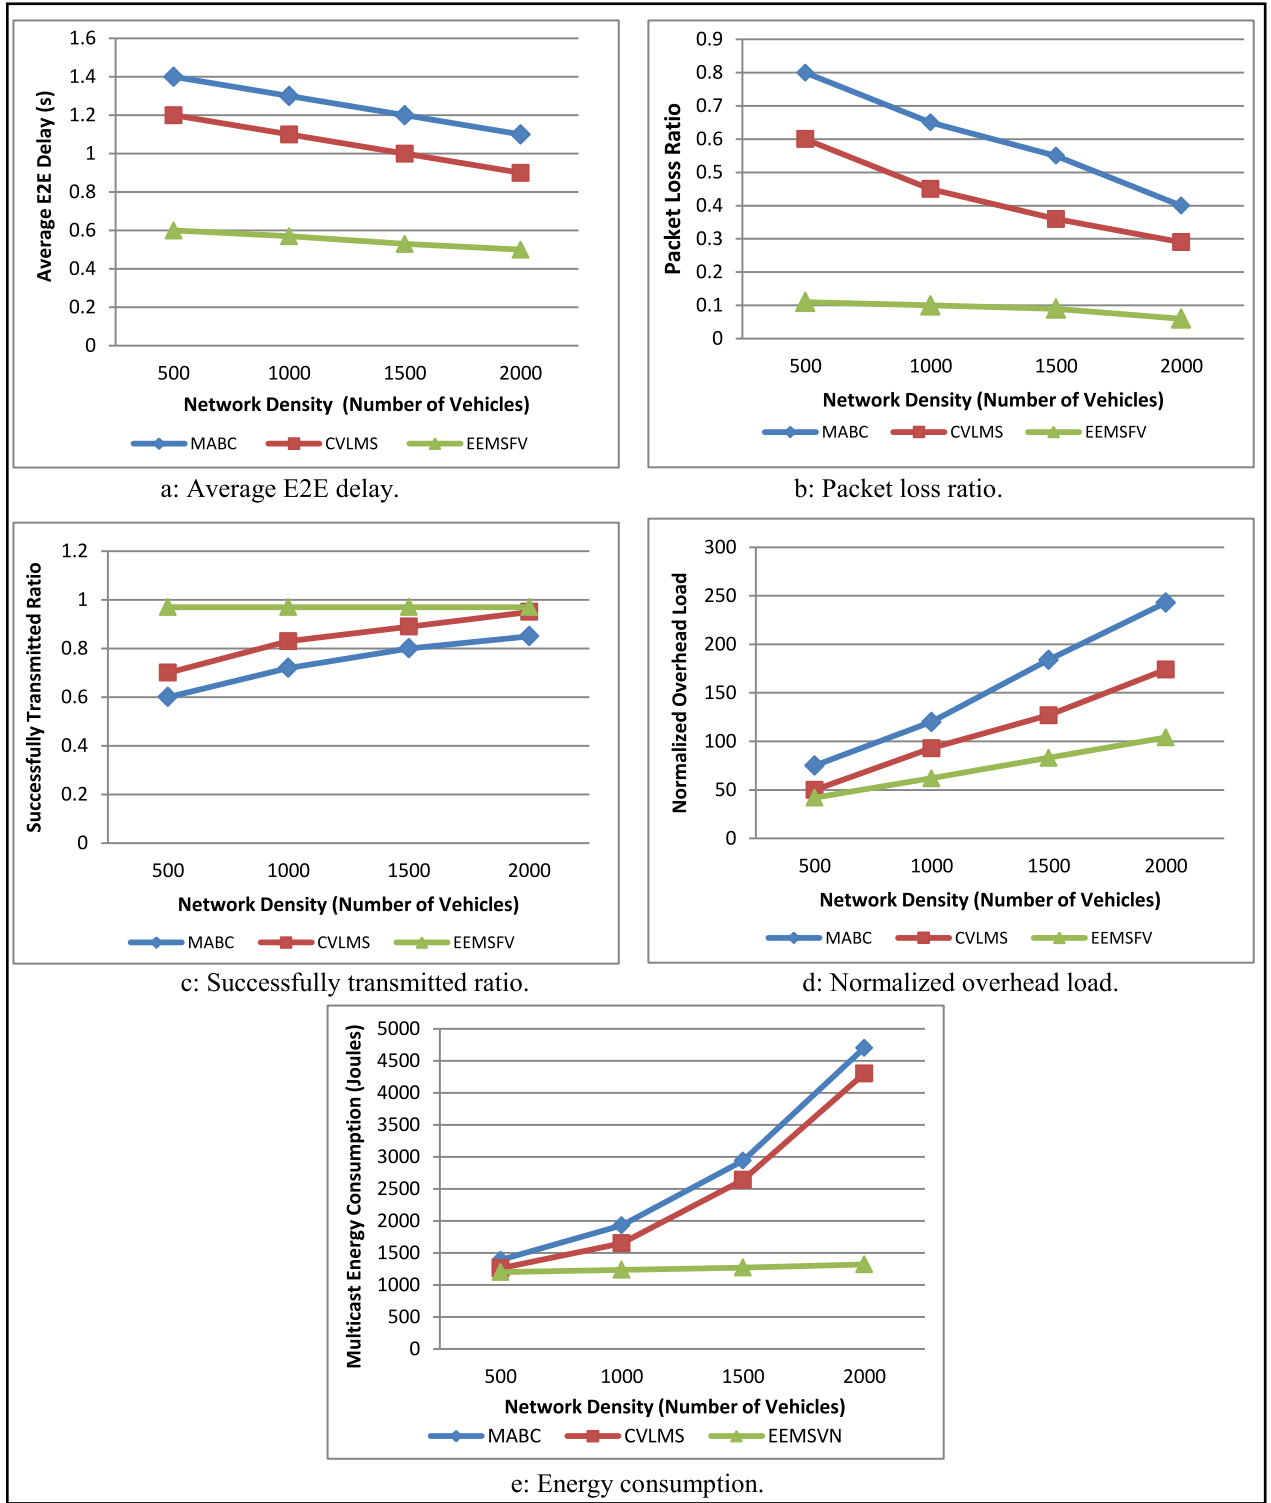 1.6
1.4
1.2
1
0.8
0.6
0.4
0.2
0
Average E2E Delay (s)
500 1000 1500 2000
Network Density (Number of Vehicles)
MABC CVLMS EEMSFV
a: Average E2E delay.
0.9
0.8
0.7
0.6
0.5
0.4
0.3
0.2
0.1
0
Packet Loss Ratio
500 1000 1500 2000
Network Density (Number of Vehicles)
MABC CVLMS EEMSFV
b: Packet loss ratio.
1.2
1
0.8
0.6
0.4
0.2
0
Successfully Transmitted Ratio
500 1000 1500 2000
Network Density (Number of Vehicles)
MABC CVLMS EEMSFV
c: Successfully transmitted ratio.
300
250
200
150
100
50
0
Normalized Overhead Load
500 1000 1500 2000
Network Density (Number of Vehicles)
MABC CVLMS EEMSFV
d: Normalized overhead load.
5000
4500
4000
3500
3000
2500
2000
1500
1000
500
0
Multicast Energy Consumption (Joules)
500 1000 1500 2000
Network Density (Number of Vehicles)
MABC CVLMS EEMSVN
e: Energy consumption.